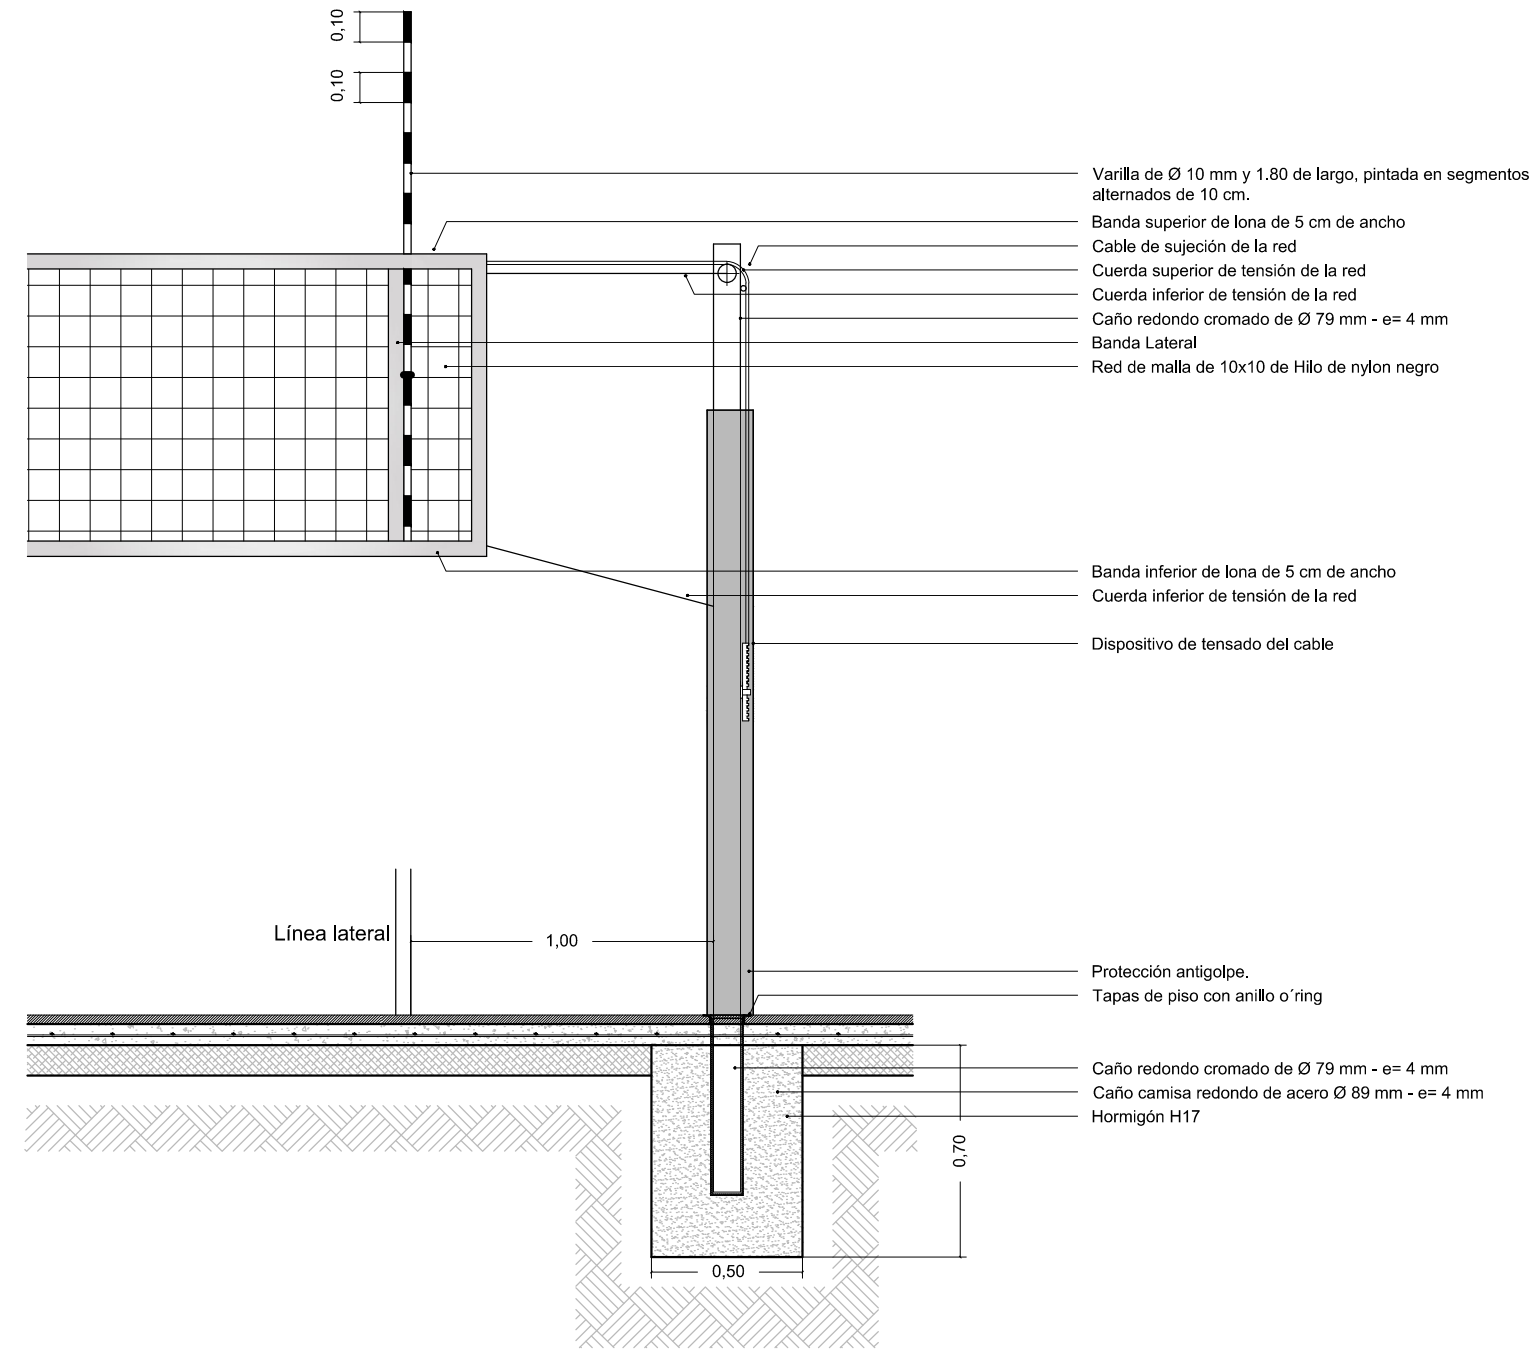 0,10
0,10
Varilla de Ø 10 mm y 1.80 de largo, pintada en segmentos
alternados de 10 cm.
Banda superior de lona de 5 cm de ancho
Cable de sujeción de la red
Cuerda superior de tensión de la red
Cuerda inferior de tensión de la red
Caño redondo cromado de Ø 79 mm - e= 4 mm
Banda Lateral
Red de malla de 10x10 de Hilo de nylon negro
Banda inferior de lona de 5 cm de ancho
Cuerda inferior de tensión de la red
Dispositivo de tensado del cable
Línea lateral
1,00
Protección antigolpe.
Tapas de piso con anillo o´ring
Caño redondo cromado de Ø 79 mm - e= 4 mm
Caño camisa redondo de acero Ø 89 mm - e= 4 mm
Hormigón H17
0,70
0,50